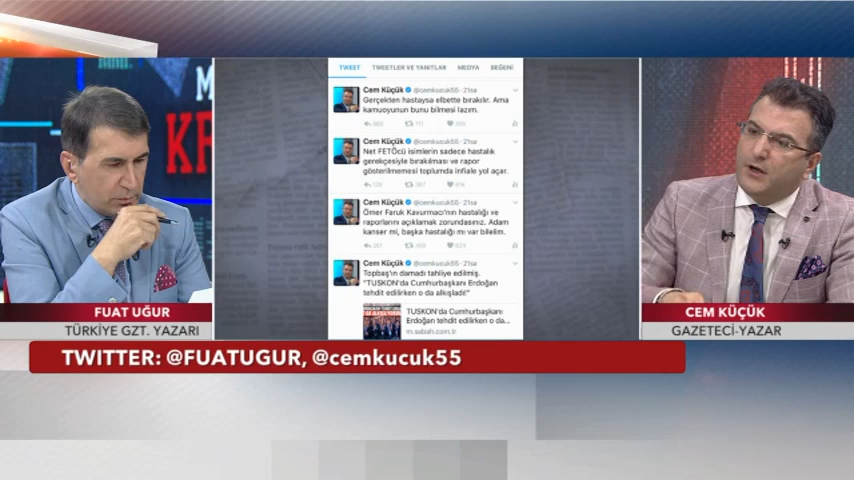 TWEET TWEETLER VE YANITLAR MEDYA BEĞENİ
Cem Küçük @cemkucuk55 · 21sa
Gerçekten hastaysa elbette bırakılır. Ama
kamuoyunun bunu bilmesi lazım.
Cem Küçük @cemkucuk55 · 21sa
Net FETÖcü isimlerin sadece hastalık
gerekçesiyle bırakılması ve rapor
gösterilmemesi toplumda infiale yol açar.
Cem Küçük @cemkucuk55 · 21sa
Ömer Faruk Kavurmacı'nın hastalığı ve
raporlarını açıklamak zorundasınız. Adam
kanser mi, başka hastalığı mı var bilelim.
Cem Küçük @cemkucuk55 · 21sa
Topbaş'ın damadı tahliye edilmiş.
"TUSKON'da Cumhurbaşkanı Erdoğan
tehdit edilirken o da alkışladı!"
TUSKON'da Cumhurbaşkanı
Erdoğan tehdit edilirken o da...
m.sabah.com.tr
FUAT UĞUR
TÜRKİYE GZT. YAZARI
CEM KÜÇÜK
GAZETECİ-YAZAR
TWITTER: @FUATUGUR, @cemkucuk55